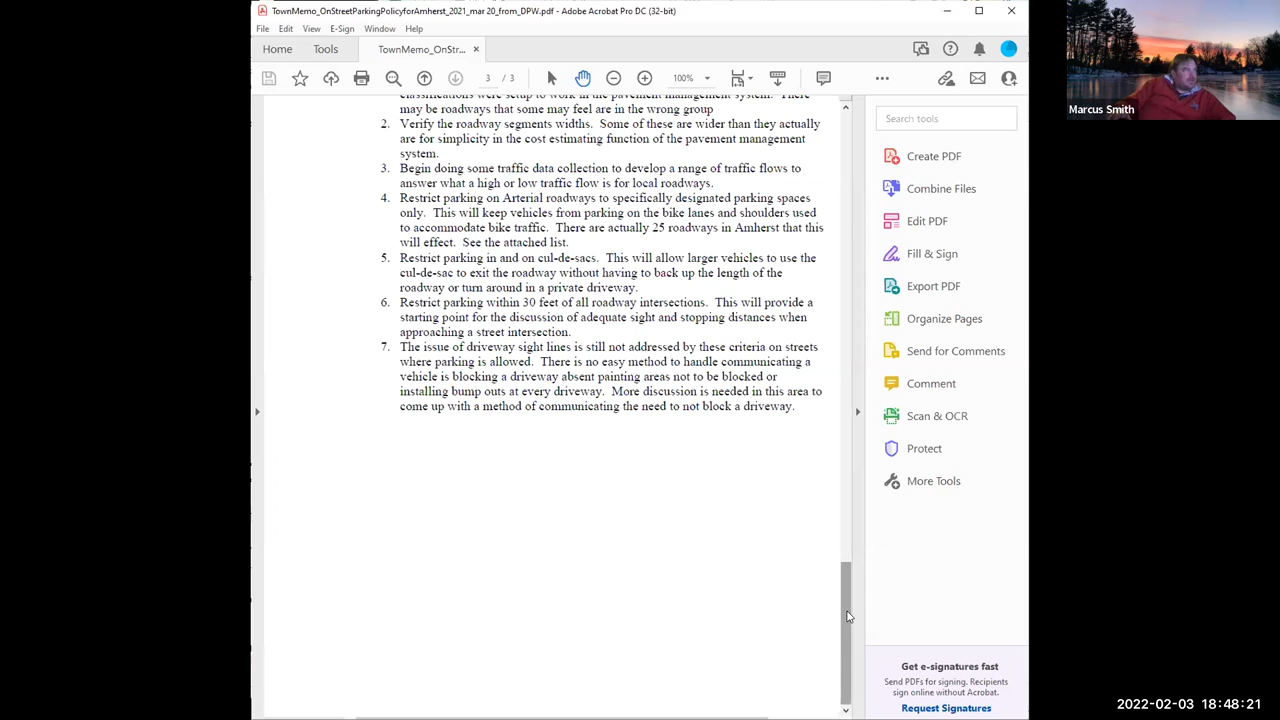 TownMemo_OnStreetParkingPolicyforAmherst_2021_mar 20_from_DPW.pdf - Adobe Acrobat Pro DC (32-bit)
File Edit View E-Sign Window Help
Home Tools TownMemo_OnStr... ×
3 / 3 100%
Marcus Smith
classifications were setup to work in the pavement management system. There
may be roadways that some may feel are in the wrong group
2. Verify the roadway segments widths. Some of these are wider than they actually
are for simplicity in the cost estimating function of the pavement management
system.
3. Begin doing some traffic data collection to develop a range of traffic flows to
answer what a high or low traffic flow is for local roadways.
4. Restrict parking on Arterial roadways to specifically designated parking spaces
only. This will keep vehicles from parking on the bike lanes and shoulders used
to accommodate bike traffic. There are actually 25 roadways in Amherst that this
will effect. See the attached list.
5. Restrict parking in and on cul-de-sacs. This will allow larger vehicles to use the
cul-de-sac to exit the roadway without having to back up the length of the
roadway or turn around in a private driveway.
6. Restrict parking within 30 feet of all roadway intersections. This will provide a
starting point for the discussion of adequate sight and stopping distances when
approaching a street intersection.
7. The issue of driveway sight lines is still not addressed by these criteria on streets
where parking is allowed. There is no easy method to handle communicating a
vehicle is blocking a driveway absent painting areas not to be blocked or
installing bump outs at every driveway. More discussion is needed in this area to
come up with a method of communicating the need to not block a driveway.
Search tools
Create PDF
Combine Files
Edit PDF
Fill & Sign
Export PDF
Organize Pages
Send for Comments
Comment
Scan & OCR
Protect
More Tools
Get e-signatures fast
Send PDFs for signing. Recipients
sign online without Acrobat.
Request Signatures
2022-02-03 18:48:21